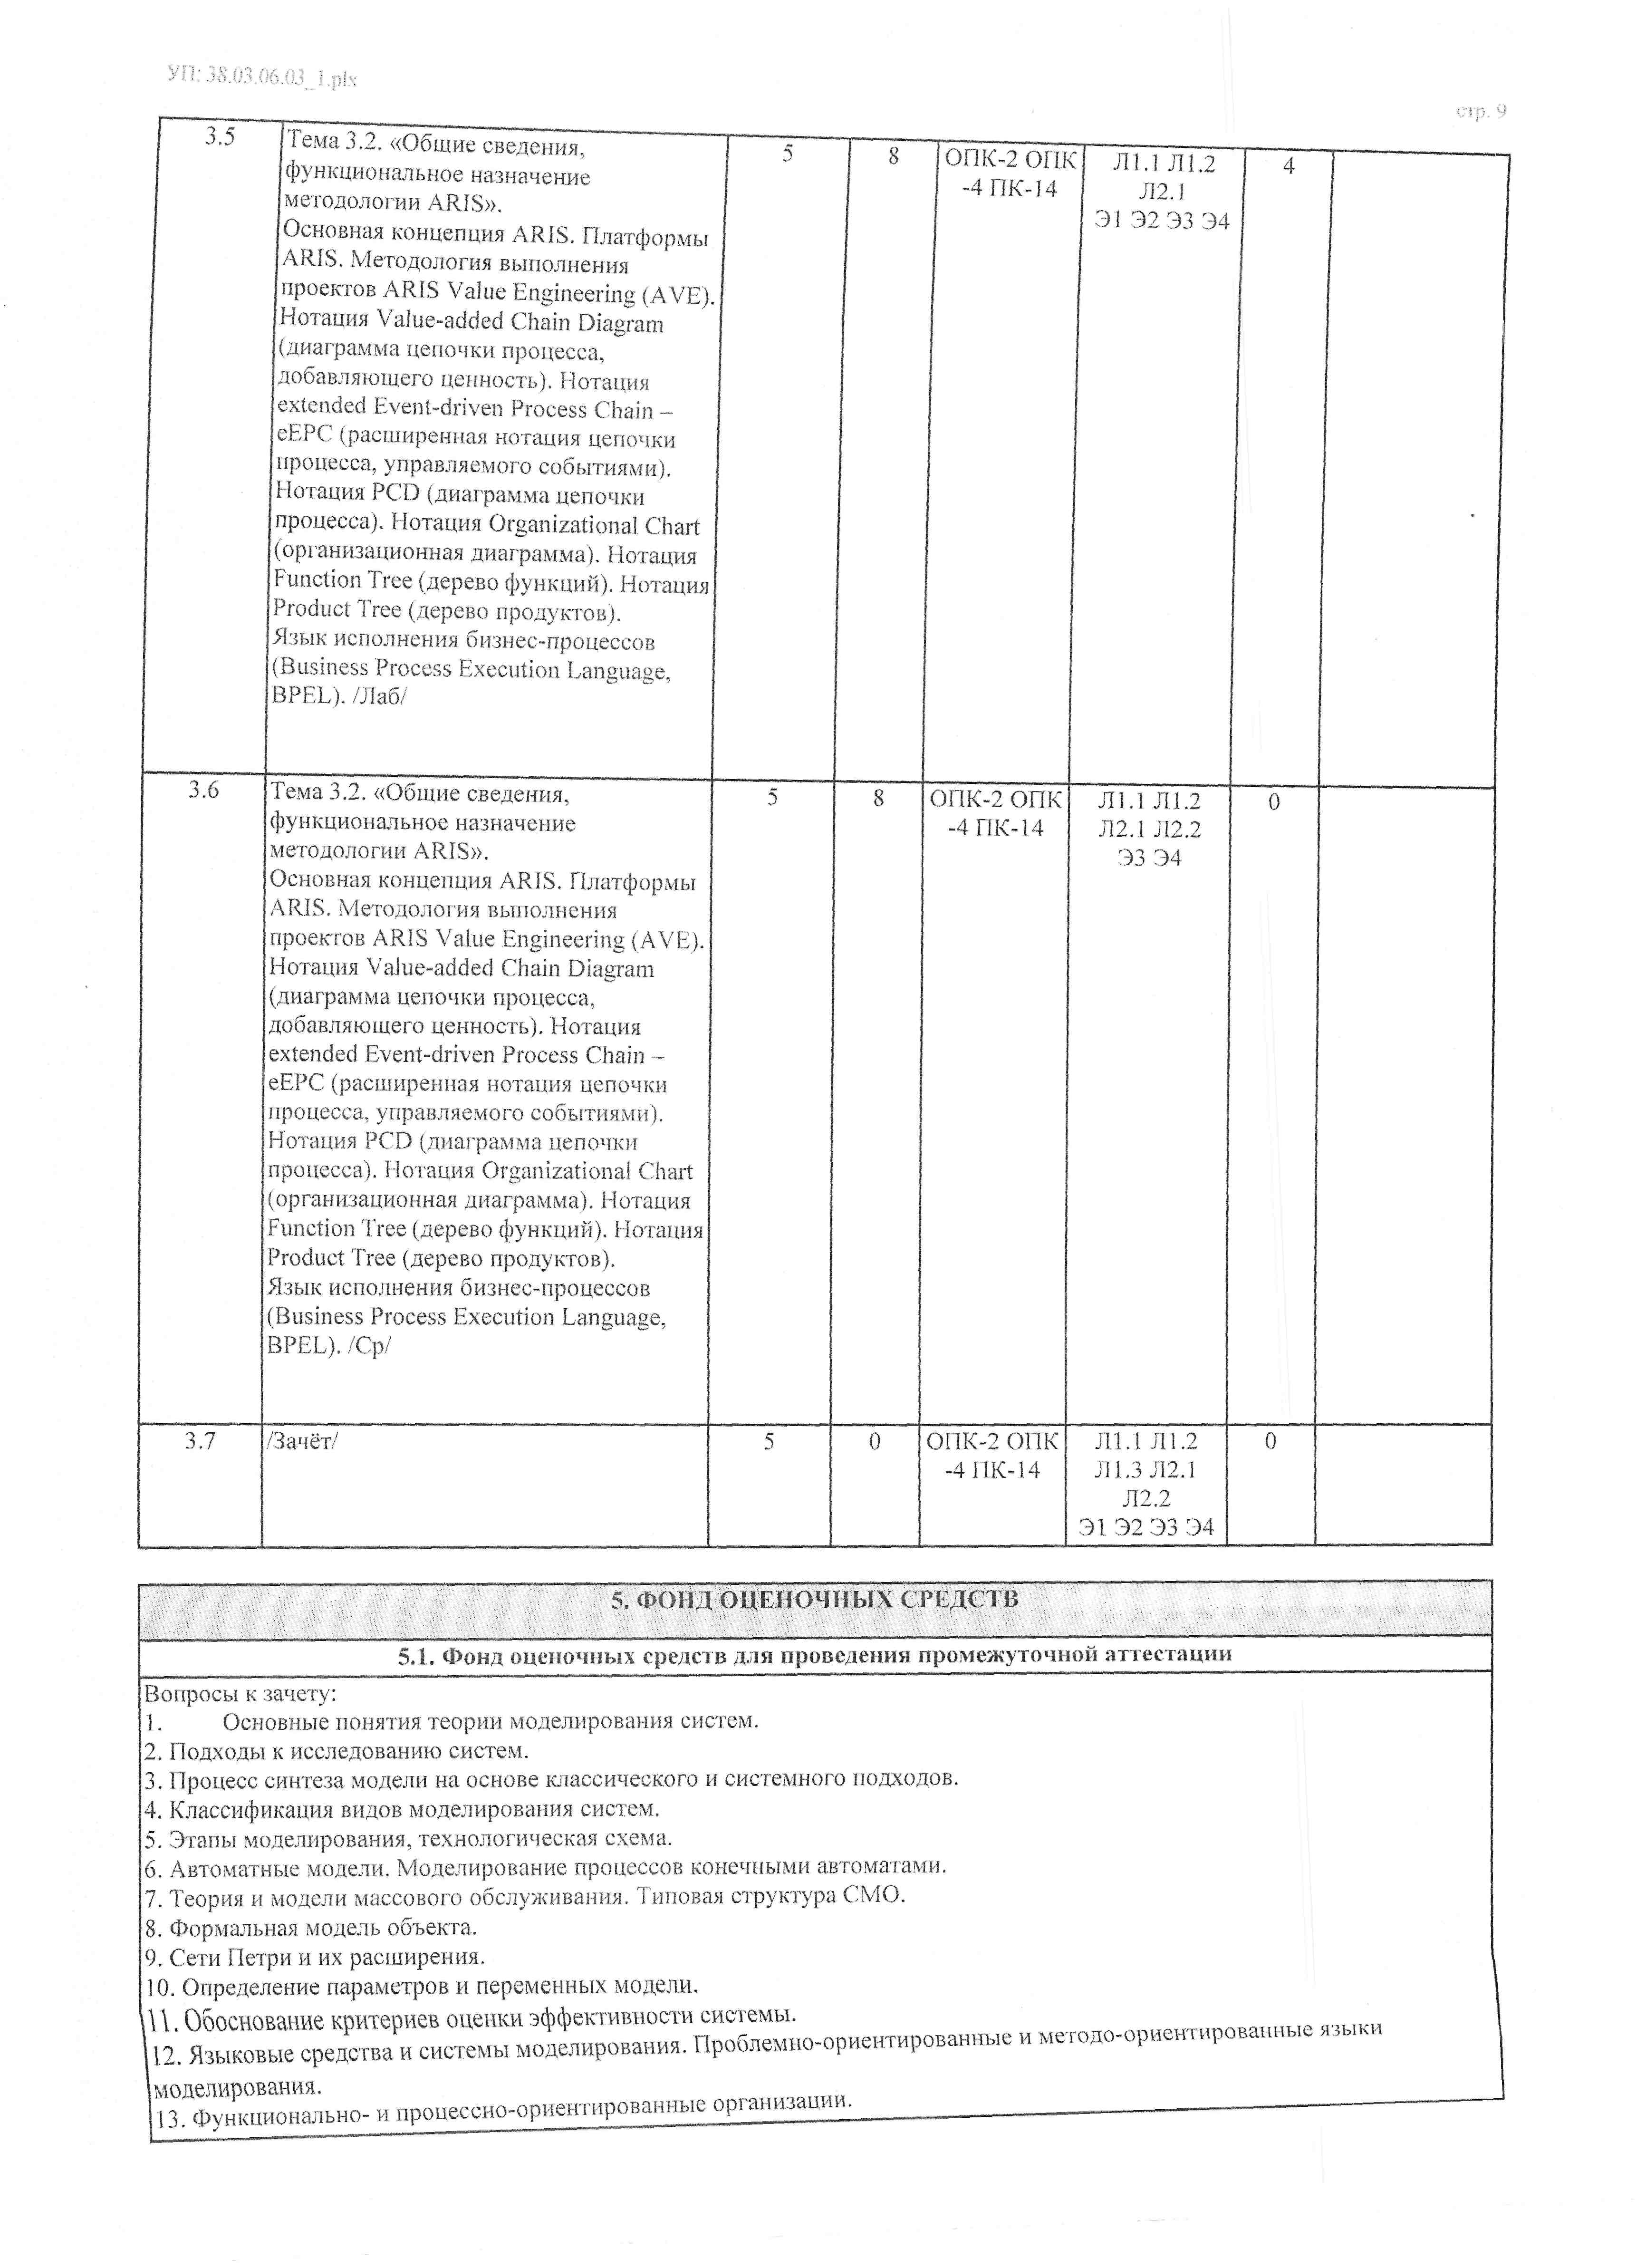 УП: 38.03.06.03_1.plx
стр. 9
3.5
Тема 3.2. «Общие сведения,
функциональное назначение
методологии ARIS».
Основная концепция ARIS. Платформы
ARIS. Методология выполнения
проектов ARIS Value Engineering (AVE).
Нотация Value-added Chain Diagram
(диаграмма цепочки процесса,
добавляющего ценность). Нотация
extended Event-driven Process Chain –
eEPC (расширенная нотация цепочки
процесса, управляемого событиями).
Нотация PCD (диаграмма цепочки
процесса). Нотация Organizational Chart
(организационная диаграмма). Нотация
Function Tree (дерево функций). Нотация
Product Tree (дерево продуктов).
Язык исполнения бизнес-процессов
(Business Process Execution Language,
BPEL). /Лаб/
5
8
ОПК-2 ОПК
-4 ПК-14
Л1.1 Л1.2
Л2.1
Э1 Э2 Э3 Э4
4
3.6
Тема 3.2. «Общие сведения,
функциональное назначение
методологии ARIS».
Основная концепция ARIS. Платформы
ARIS. Методология выполнения
проектов ARIS Value Engineering (AVE).
Нотация Value-added Chain Diagram
(диаграмма цепочки процесса,
добавляющего ценность). Нотация
extended Event-driven Process Chain –
eEPC (расширенная нотация цепочки
процесса, управляемого событиями).
Нотация PCD (диаграмма цепочки
процесса). Нотация Organizational Chart
(организационная диаграмма). Нотация
Function Tree (дерево функций). Нотация
Product Tree (дерево продуктов).
Язык исполнения бизнес-процессов
(Business Process Execution Language,
BPEL). /Ср/
5
8
ОПК-2 ОПК
-4 ПК-14
Л1.1 Л1.2
Л2.1 Л2.2
Э3 Э4
0
3.7
/Зачёт/
5
0
ОПК-2 ОПК
-4 ПК-14
Л1.1 Л1.2
Л1.3 Л2.1
Л2.2
Э1 Э2 Э3 Э4
0
5. ФОНД ОЦЕНОЧНЫХ СРЕДСТВ
5.1. Фонд оценочных средств для проведения промежуточной аттестации
Вопросы к зачету:
1. Основные понятия теории моделирования систем.
2. Подходы к исследованию систем.
3. Процесс синтеза модели на основе классического и системного подходов.
4. Классификация видов моделирования систем.
5. Этапы моделирования, технологическая схема.
6. Автоматные модели. Моделирование процессов конечными автоматами.
7. Теория и модели массового обслуживания. Типовая структура СМО.
8. Формальная модель объекта.
9. Сети Петри и их расширения.
10. Определение параметров и переменных модели.
11. Обоснование критериев оценки эффективности системы.
12. Языковые средства и системы моделирования. Проблемно-ориентированные и методо-ориентированные языки
моделирования.
13. Функционально- и процессно-ориентированные организации.